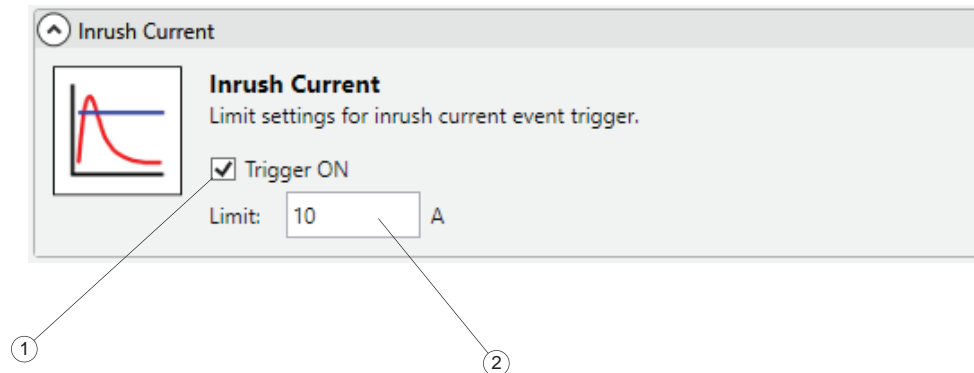 Inrush Current
Inrush Current
Limit settings for inrush current event trigger.
Trigger ON
Limit: 10 A
1
2